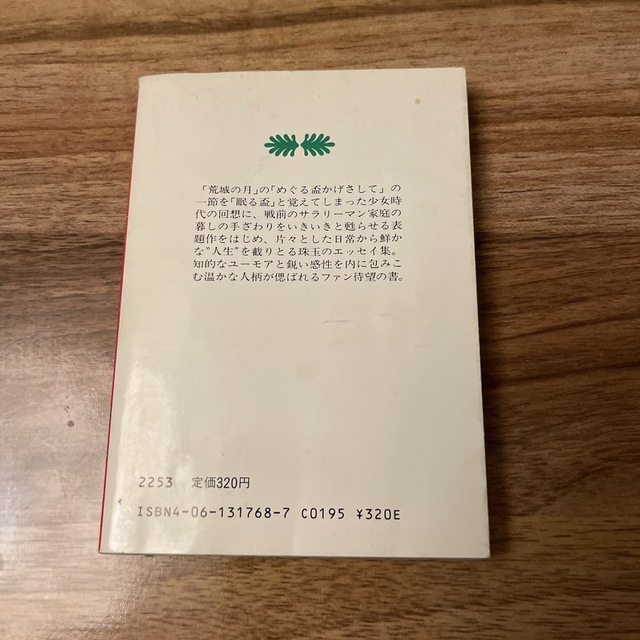 「荒城の月」の「めぐる盃かげさして」の
一節を「眠る盃」と覚えてしまった少女時
代の回想に、戦前のサラリーマン家庭の
暮しの手ざわりをいきいきと甦らせる表
題作をはじめ、片々とした日常から鮮か
な"人生"を截りとる珠玉のエッセイ集。
知的なユーモアと鋭い感性を内に包みこ
む温かな人柄が偲ばれるファン待望の書。
2253 定価320円
ISBN4-06-131768-7 C0195 ¥320E